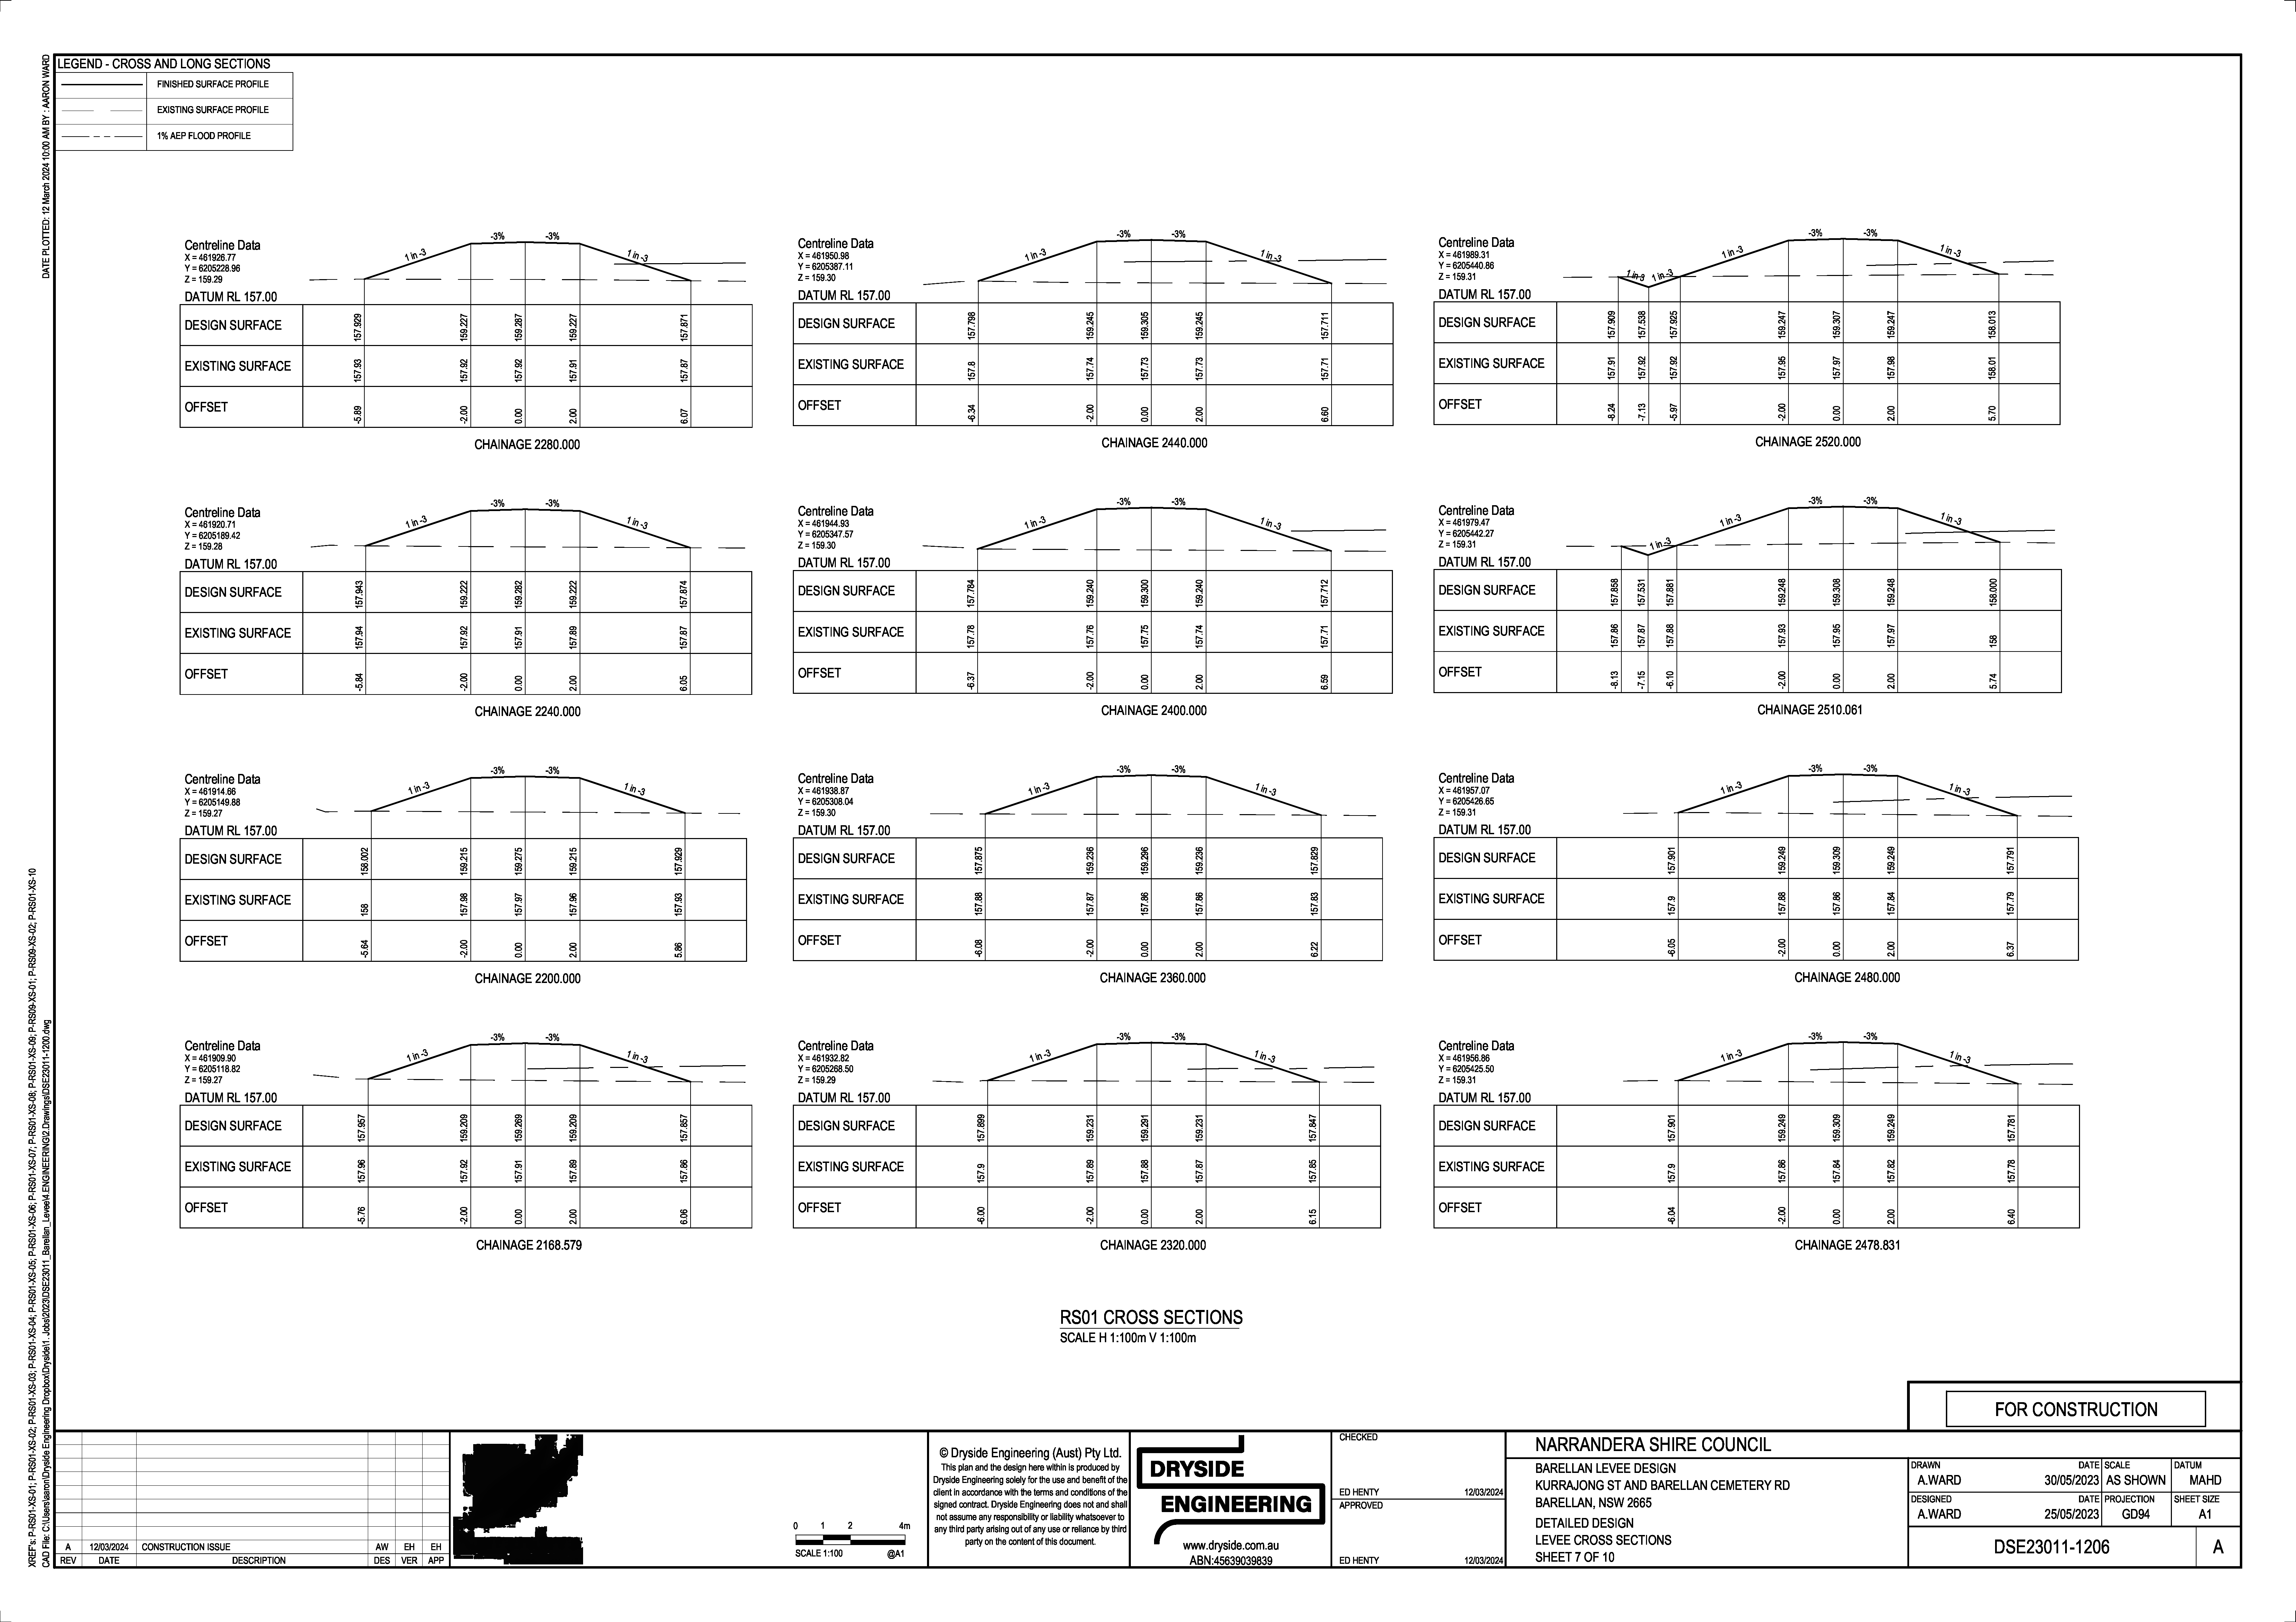 LEGEND - CROSS AND LONG SECTIONS
FINISHED SURFACE PROFILE
EXISTING SURFACE PROFILE
1% AEP FLOOD PROFILE
DATE PLOTTED: 12 March 2024 10:00 AM BY : AARON WARD
Centreline Data
X = 461926.77
Y = 6205228.96
Z = 159.29
DATUM RL 157.00
1 in -3
-3%
-3%
1 in -3
DESIGN SURFACE 157.929 159.227 159.287 159.227 157.871
EXISTING SURFACE 157.93 157.92 157.92 157.91 157.87
OFFSET -5.89 -2.00 0.00 2.00 6.07
CHAINAGE 2280.000
Centreline Data
X = 461950.98
Y = 6205387.11
Z = 159.30
DATUM RL 157.00
1 in -3
-3%
-3%
1 in -3
DESIGN SURFACE 157.798 159.245 159.305 159.245 157.711
EXISTING SURFACE 157.8 157.74 157.73 157.73 157.71
OFFSET -6.34 -2.00 0.00 2.00 6.60
CHAINAGE 2440.000
Centreline Data
X = 461989.31
Y = 6205440.86
Z = 159.31
DATUM RL 157.00
1 in 3
1 in -3
1 in -3
-3%
-3%
1 in -3
DESIGN SURFACE 157.909 157.538 157.925 159.247 159.307 159.247 158.013
EXISTING SURFACE 157.91 157.92 157.92 157.95 157.97 157.98 158.01
OFFSET -8.24 -7.13 -5.97 -2.00 0.00 2.00 5.70
CHAINAGE 2520.000
Centreline Data
X = 461920.71
Y = 6205189.42
Z = 159.28
DATUM RL 157.00
1 in -3
-3%
-3%
1 in -3
DESIGN SURFACE 157.943 159.222 159.282 159.222 157.874
EXISTING SURFACE 157.94 157.92 157.91 157.89 157.87
OFFSET -5.84 -2.00 0.00 2.00 6.05
CHAINAGE 2240.000
Centreline Data
X = 461944.93
Y = 6205347.57
Z = 159.30
DATUM RL 157.00
1 in -3
-3%
-3%
1 in -3
DESIGN SURFACE 157.784 159.240 159.300 159.240 157.712
EXISTING SURFACE 157.78 157.76 157.75 157.74 157.71
OFFSET -6.37 -2.00 0.00 2.00 6.59
CHAINAGE 2400.000
Centreline Data
X = 461979.47
Y = 6205442.27
Z = 159.31
DATUM RL 157.00
1 in -3
1 in -3
-3%
-3%
1 in -3
DESIGN SURFACE 157.858 157.531 157.881 159.248 159.308 159.248 158.000
EXISTING SURFACE 157.86 157.87 157.88 157.93 157.95 157.97 158
OFFSET -8.13 -7.15 -6.10 -2.00 0.00 2.00 5.74
CHAINAGE 2510.061
Centreline Data
X = 461914.66
Y = 6205149.88
Z = 159.27
DATUM RL 157.00
1 in -3
-3%
-3%
1 in -3
DESIGN SURFACE 158.002 159.215 159.275 159.215 157.929
EXISTING SURFACE 158 157.98 157.97 157.96 157.93
OFFSET -5.64 -2.00 0.00 2.00 5.86
CHAINAGE 2200.000
Centreline Data
X = 461938.87
Y = 6205308.04
Z = 159.30
DATUM RL 157.00
1 in -3
-3%
-3%
1 in -3
DESIGN SURFACE 157.875 159.236 159.296 159.236 157.829
EXISTING SURFACE 157.88 157.87 157.86 157.86 157.83
OFFSET -6.08 -2.00 0.00 2.00 6.22
CHAINAGE 2360.000
Centreline Data
X = 461957.07
Y = 6205426.65
Z = 159.31
DATUM RL 157.00
1 in -3
-3%
-3%
1 in -3
DESIGN SURFACE 157.901 159.249 159.309 159.249 157.791
EXISTING SURFACE 157.9 157.88 157.86 157.84 157.79
OFFSET -6.05 -2.00 0.00 2.00 6.37
CHAINAGE 2480.000
Centreline Data
X = 461909.90
Y = 6205118.82
Z = 159.27
DATUM RL 157.00
1 in -3
-3%
-3%
1 in -3
DESIGN SURFACE 157.957 159.209 159.269 159.209 157.857
EXISTING SURFACE 157.96 157.92 157.91 157.89 157.86
OFFSET -5.76 -2.00 0.00 2.00 6.06
CHAINAGE 2168.579
Centreline Data
X = 461932.82
Y = 6205268.50
Z = 159.29
DATUM RL 157.00
1 in -3
-3%
-3%
1 in -3
DESIGN SURFACE 157.899 159.231 159.291 159.231 157.847
EXISTING SURFACE 157.9 157.89 157.88 157.87 157.85
OFFSET -6.00 -2.00 0.00 2.00 6.15
CHAINAGE 2320.000
Centreline Data
X = 461956.86
Y = 6205425.50
Z = 159.31
DATUM RL 157.00
1 in -3
-3%
-3%
1 in -3
DESIGN SURFACE 157.901 159.249 159.309 159.249 157.781
EXISTING SURFACE 157.9 157.86 157.84 157.82 157.78
OFFSET -6.04 -2.00 0.00 2.00 6.40
CHAINAGE 2478.831
RS01 CROSS SECTIONS
SCALE H 1:100m V 1:100m
XREF's: P-RS01-XS-01; P-RS01-XS-02; P-RS01-XS-03; P-RS01-XS-04; P-RS01-XS-05; P-RS01-XS-06; P-RS01-XS-07; P-RS01-XS-08; P-RS01-XS-09; P-RS09-XS-01; P-RS09-XS-02; P-RS01-XS-10
CAD File: C:\Users\aaron\Dryside Engineering Dropbox\Dryside\1. Jobs\2023\DSE23011_Barellan_Levee\4.ENGINEERING\2.Drawings\DSE23011-1200.dwg
FOR CONSTRUCTION
A 12/03/2024 CONSTRUCTION ISSUE AW EH EH
REV DATE DESCRIPTION DES VER APP
0 1 2 4m
SCALE 1:100 @A1
© Dryside Engineering (Aust) Pty Ltd.
This plan and the design here within is produced by
Dryside Engineering solely for the use and benefit of the
client in accordance with the terms and conditions of the
signed contract. Dryside Engineering does not and shall
not assume any responsibility or liability whatsoever to
any third party arising out of any use or reliance by third
party on the content of this document.
DRYSIDE
ENGINEERING
www.dryside.com.au
ABN:45639039839
CHECKED
ED HENTY 12/03/2024
APPROVED
ED HENTY 12/03/2024
NARRANDERA SHIRE COUNCIL
BARELLAN LEVEE DESIGN
KURRAJONG ST AND BARELLAN CEMETERY RD
BARELLAN, NSW 2665
DETAILED DESIGN
LEVEE CROSS SECTIONS
SHEET 7 OF 10
DRAWN DATE SCALE DATUM
A.WARD 30/05/2023 AS SHOWN MAHD
DESIGNED DATE PROJECTION SHEET SIZE
A.WARD 25/05/2023 GD94 A1
DSE23011-1206 A